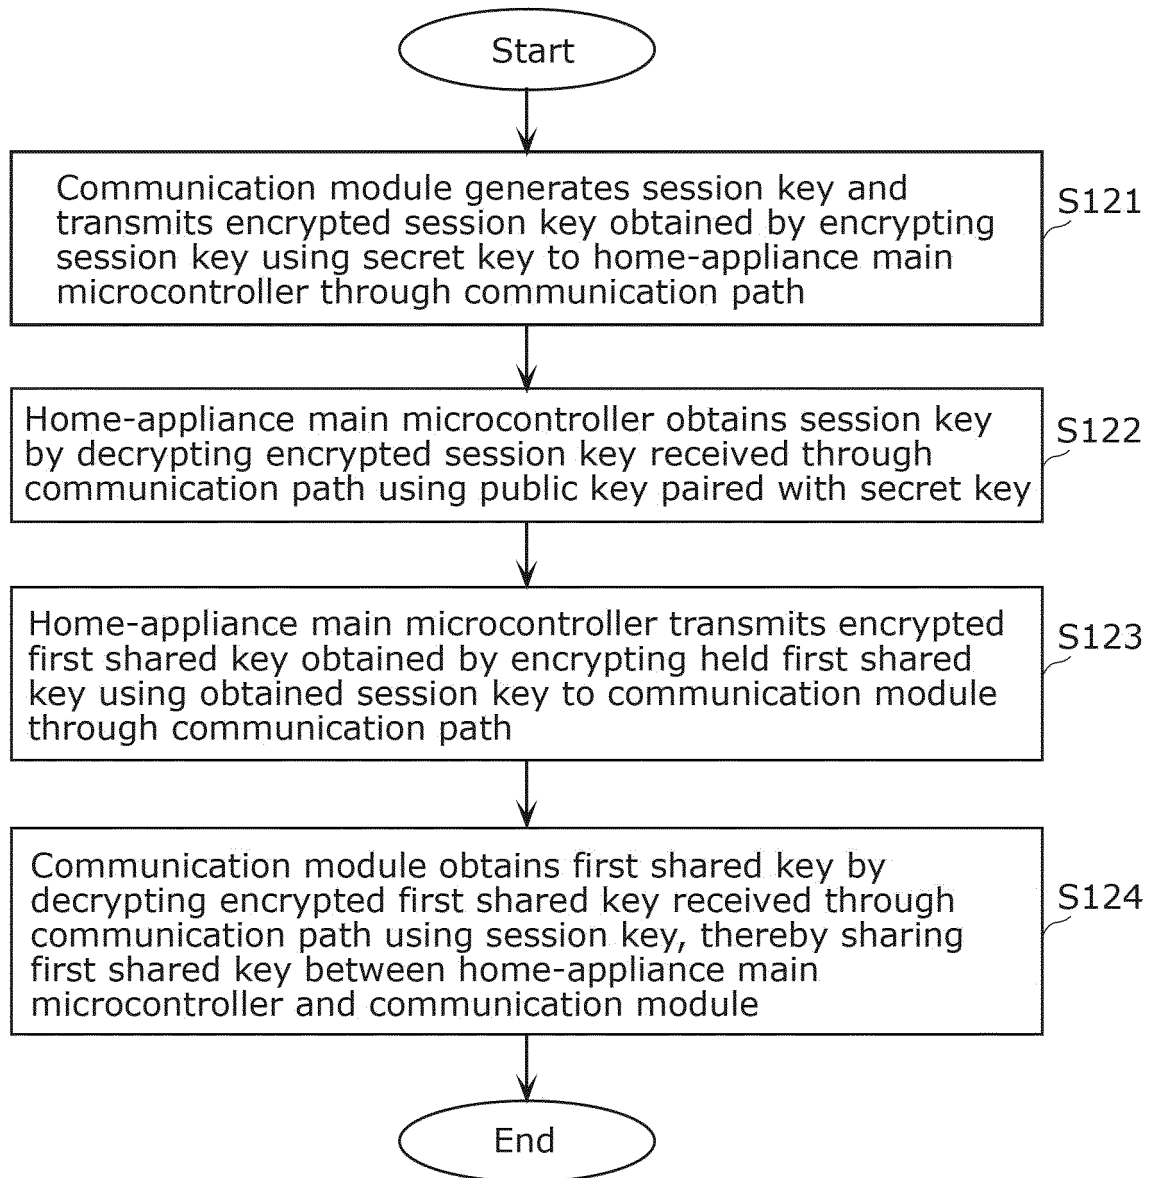 Start
Communication module generates session key and
transmits encrypted session key obtained by encrypting
session key using secret key to home-appliance main
microcontroller through communication path
S121
Home-appliance main microcontroller obtains session key
by decrypting encrypted session key received through
communication path using public key paired with secret key
S122
Home-appliance main microcontroller transmits encrypted
first shared key obtained by encrypting held first shared
key using obtained session key to communication module
through communication path
S123
Communication module obtains first shared key by
decrypting encrypted first shared key received through
communication path using session key, thereby sharing
first shared key between home-appliance main
microcontroller and communication module
S124
End